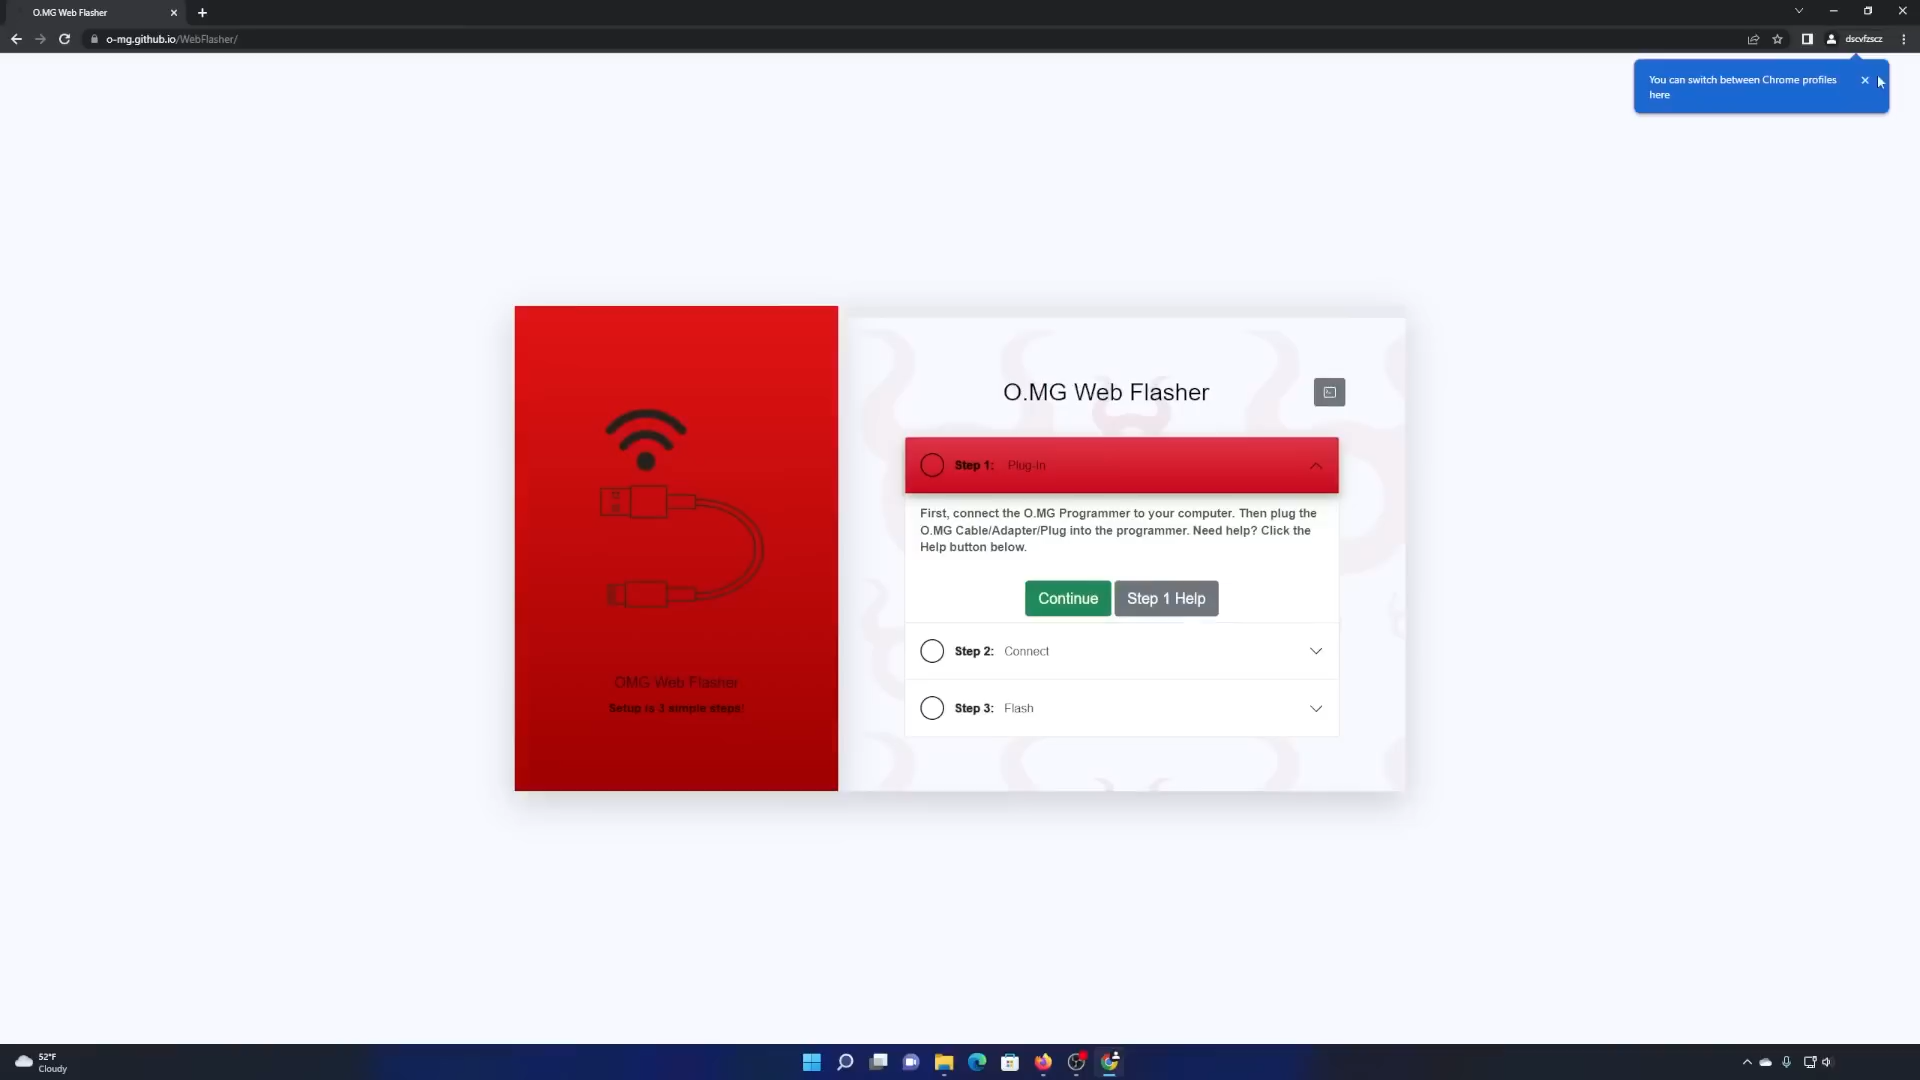 O.MG Web Flasher
o-mg.github.io/WebFlasher/
dscvfzscz
You can switch between Chrome profiles
here
O.MG Web Flasher
Step 1: Plug-in
First, connect the O.MG Programmer to your computer. Then plug the
O.MG Cable/Adapter/Plug into the programmer. Need help? Click the
Help button below.
Continue
Step 1 Help
Step 2: Connect
Step 3: Flash
OMG Web Flasher
Setup is 3 simple steps!
52°F
Cloudy